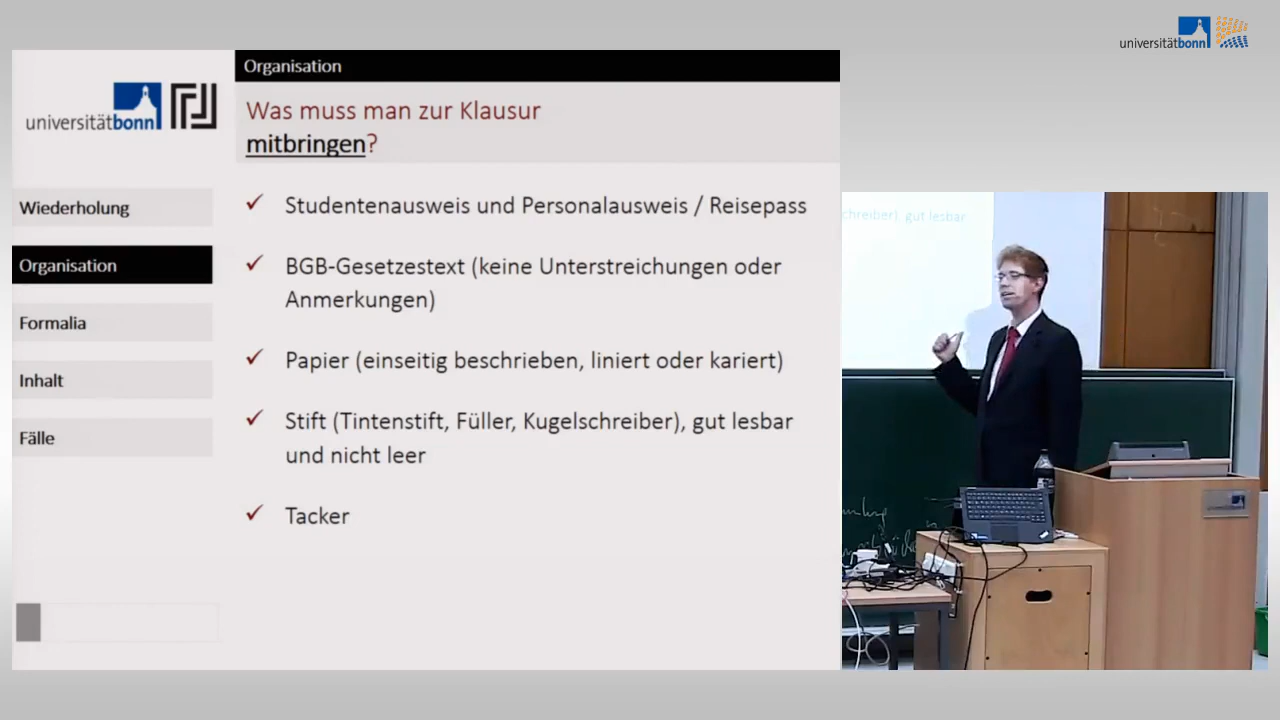 universitätbonn
Organisation
Was muss man zur Klausur
mitbringen?
universitätbonn
Wiederholung
Organisation
Formalia
Inhalt
Fälle
✓ Studentenausweis und Personalausweis / Reisepass
✓ BGB-Gesetzestext (keine Unterstreichungen oder
Anmerkungen)
✓ Papier (einseitig beschrieben, liniert oder kariert)
✓ Stift (Tintenstift, Füller, Kugelschreiber), gut lesbar
und nicht leer
✓ Tacker
chreiber) gut lesbar